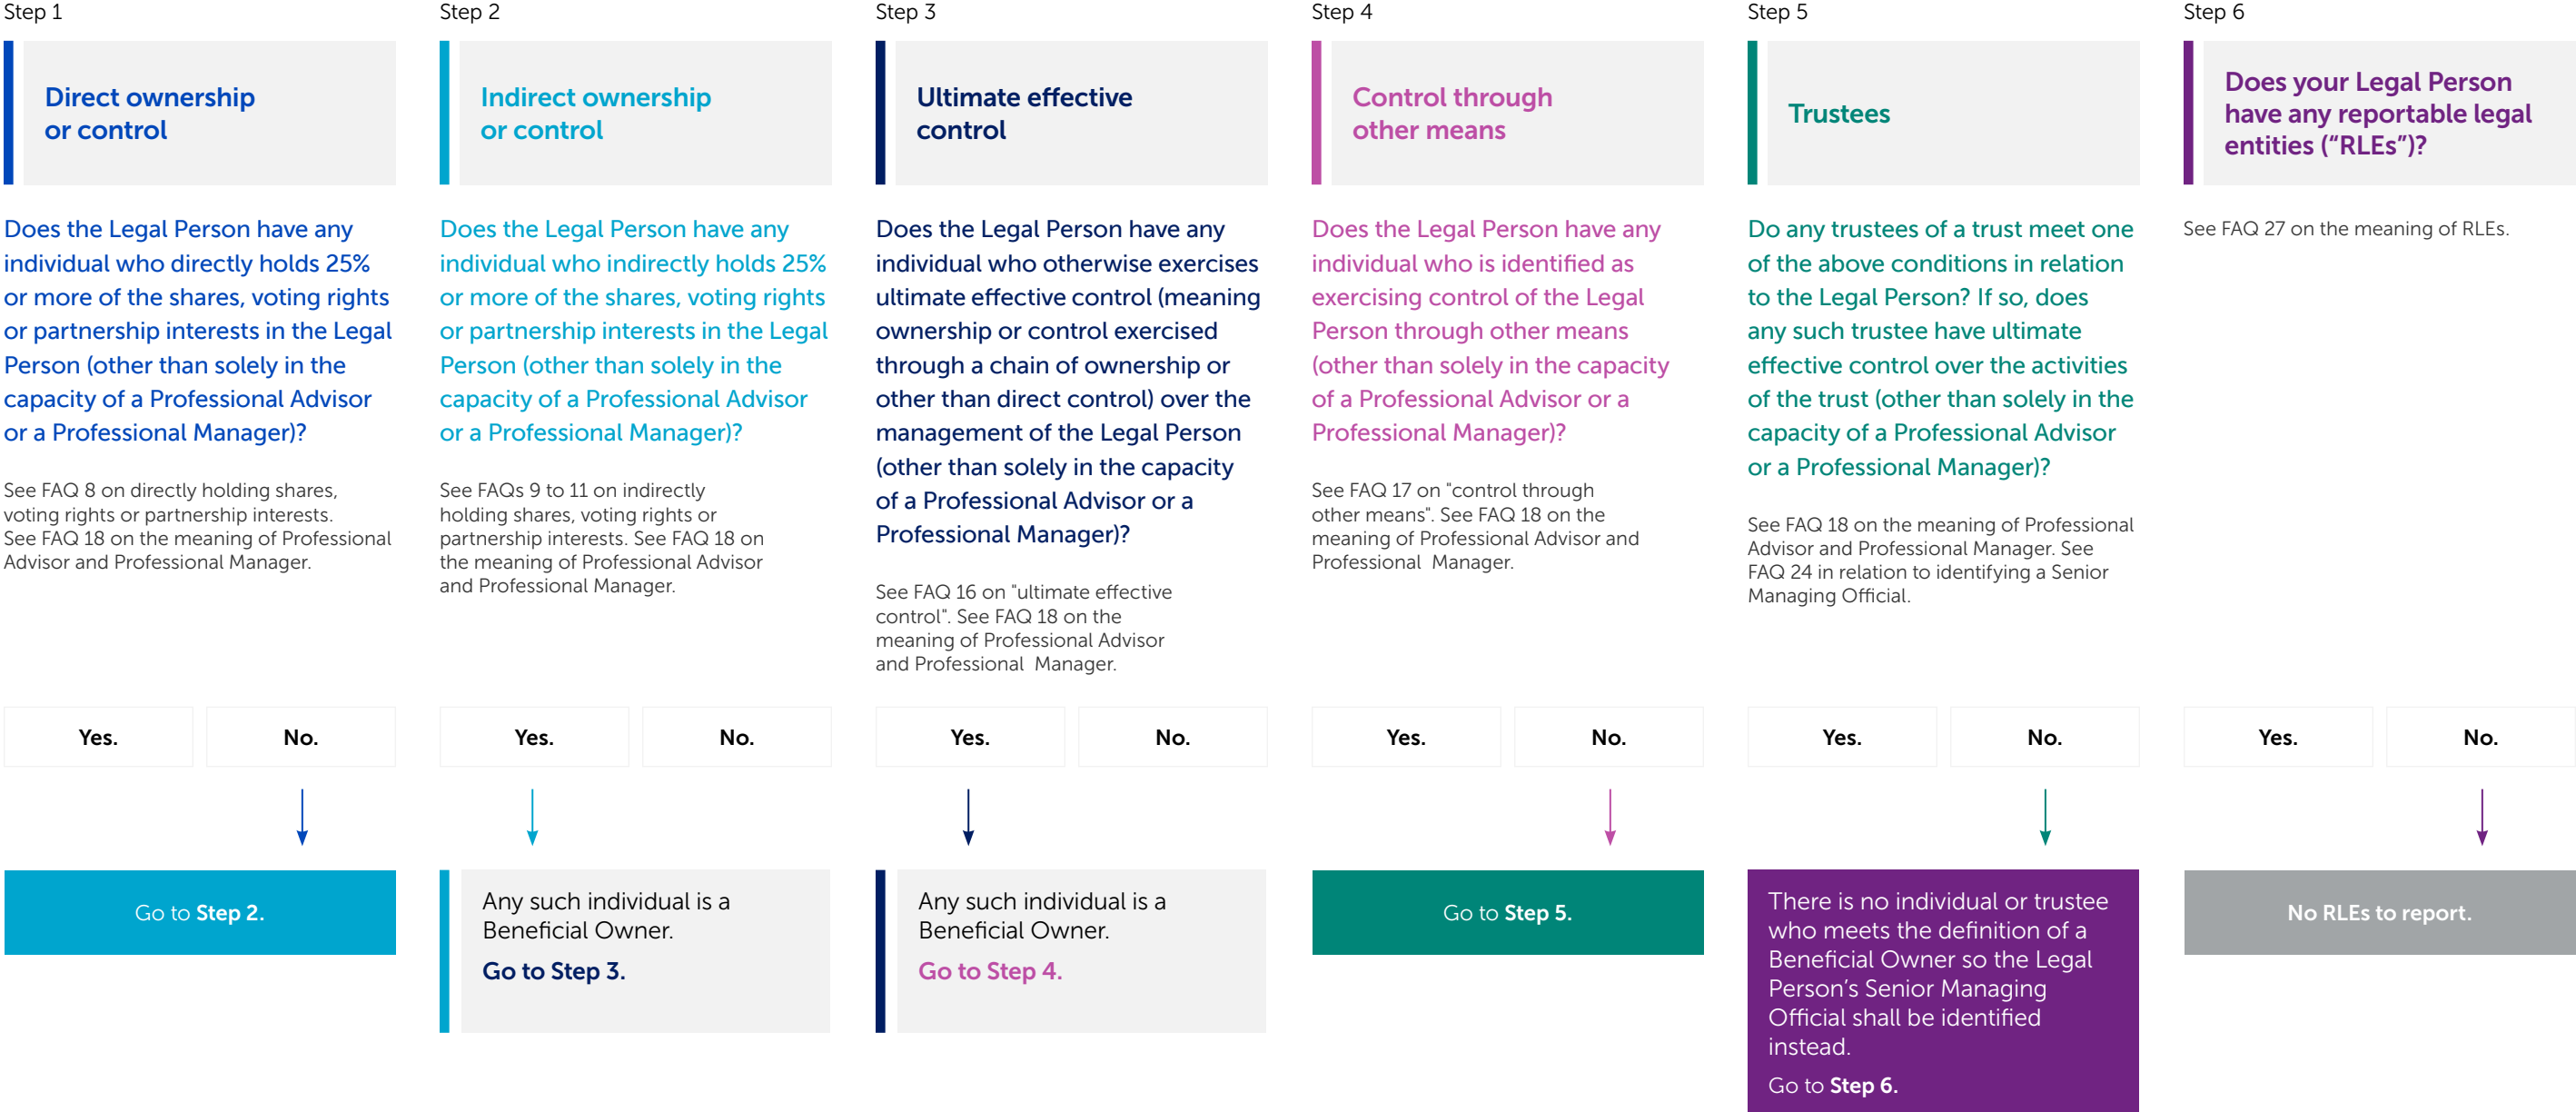 Step 1
Direct ownership
or control
Does the Legal Person have any
individual who directly holds 25%
or more of the shares, voting rights
or partnership interests in the Legal
Person (other than solely in the
capacity of a Professional Advisor
or a Professional Manager)?
See FAQ 8 on directly holding shares,
voting rights or partnership interests.
See FAQ 18 on the meaning of Professional
Advisor and Professional Manager.
Yes.
No.
Go to Step 2.
Step 2
Indirect ownership
or control
Does the Legal Person have any
individual who indirectly holds 25%
or more of the shares, voting rights
or partnership interests in the Legal
Person (other than solely in the
capacity of a Professional Advisor
or a Professional Manager)?
See FAQs 9 to 11 on indirectly
holding shares, voting rights or
partnership interests. See FAQ 18 on
the meaning of Professional Advisor
and Professional Manager.
Yes.
No.
Any such individual is a
Beneficial Owner.
Go to Step 3.
Step 3
Ultimate effective
control
Does the Legal Person have any
individual who otherwise exercises
ultimate effective control (meaning
ownership or control exercised
through a chain of ownership or
other than direct control) over the
management of the Legal Person
(other than solely in the capacity
of a Professional Advisor or a
Professional Manager)?
See FAQ 16 on "ultimate effective
control". See FAQ 18 on the
meaning of Professional Advisor
and Professional Manager.
Yes.
No.
Any such individual is a
Beneficial Owner.
Go to Step 4.
Step 4
Control through
other means
Does the Legal Person have any
individual who is identified as
exercising control of the Legal
Person through other means
(other than solely in the capacity
of a Professional Advisor or a
Professional Manager)?
See FAQ 17 on "control through
other means". See FAQ 18 on the
meaning of Professional Advisor and
Professional Manager.
Yes.
No.
Go to Step 5.
Step 5
Trustees
Do any trustees of a trust meet one
of the above conditions in relation
to the Legal Person? If so, does
any such trustee have ultimate
effective control over the activities
of the trust (other than solely in the
capacity of a Professional Advisor
or a Professional Manager)?
See FAQ 18 on the meaning of Professional
Advisor and Professional Manager. See
FAQ 24 in relation to identifying a Senior
Managing Official.
Yes.
No.
There is no individual or trustee
who meets the definition of a
Beneficial Owner so the Legal
Person's Senior Managing
Official shall be identified
instead.
Go to Step 6.
Step 6
Does your Legal Person
have any reportable legal
entities (“RLEs”)?
See FAQ 27 on the meaning of RLEs.
Yes.
No.
No RLEs to report.